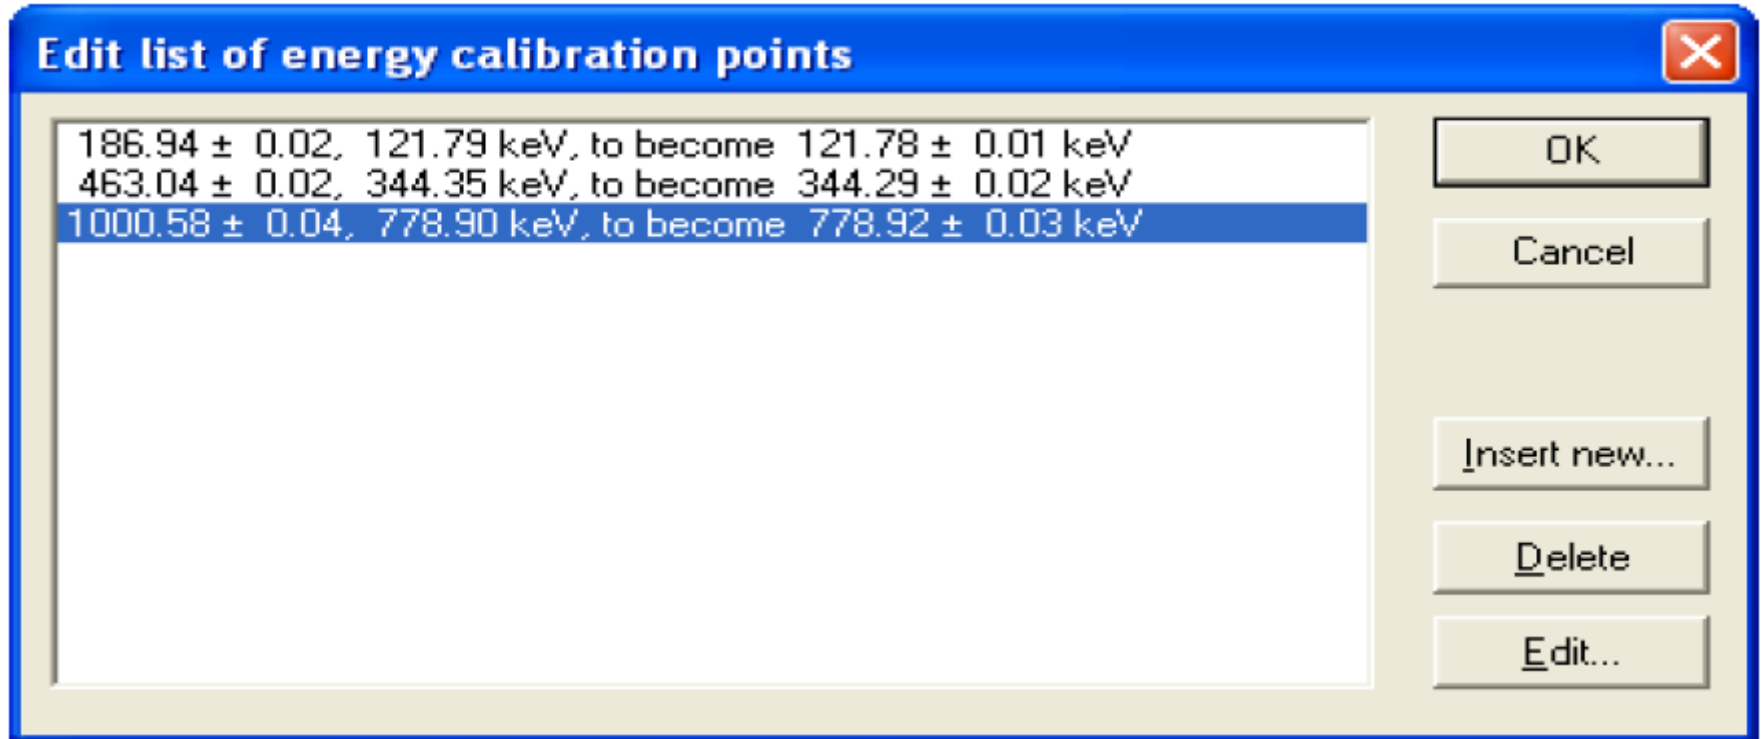 Edit list of energy calibration points
186.94 ± 0.02, 121.79 keV, to become 121.78 ± 0.01 keV
463.04 ± 0.02, 344.35 keV, to become 344.29 ± 0.02 keV
1000.58 ± 0.04, 778.90 keV, to become 778.92 ± 0.03 keV
OK
Cancel
Insert new...
Delete
Edit...